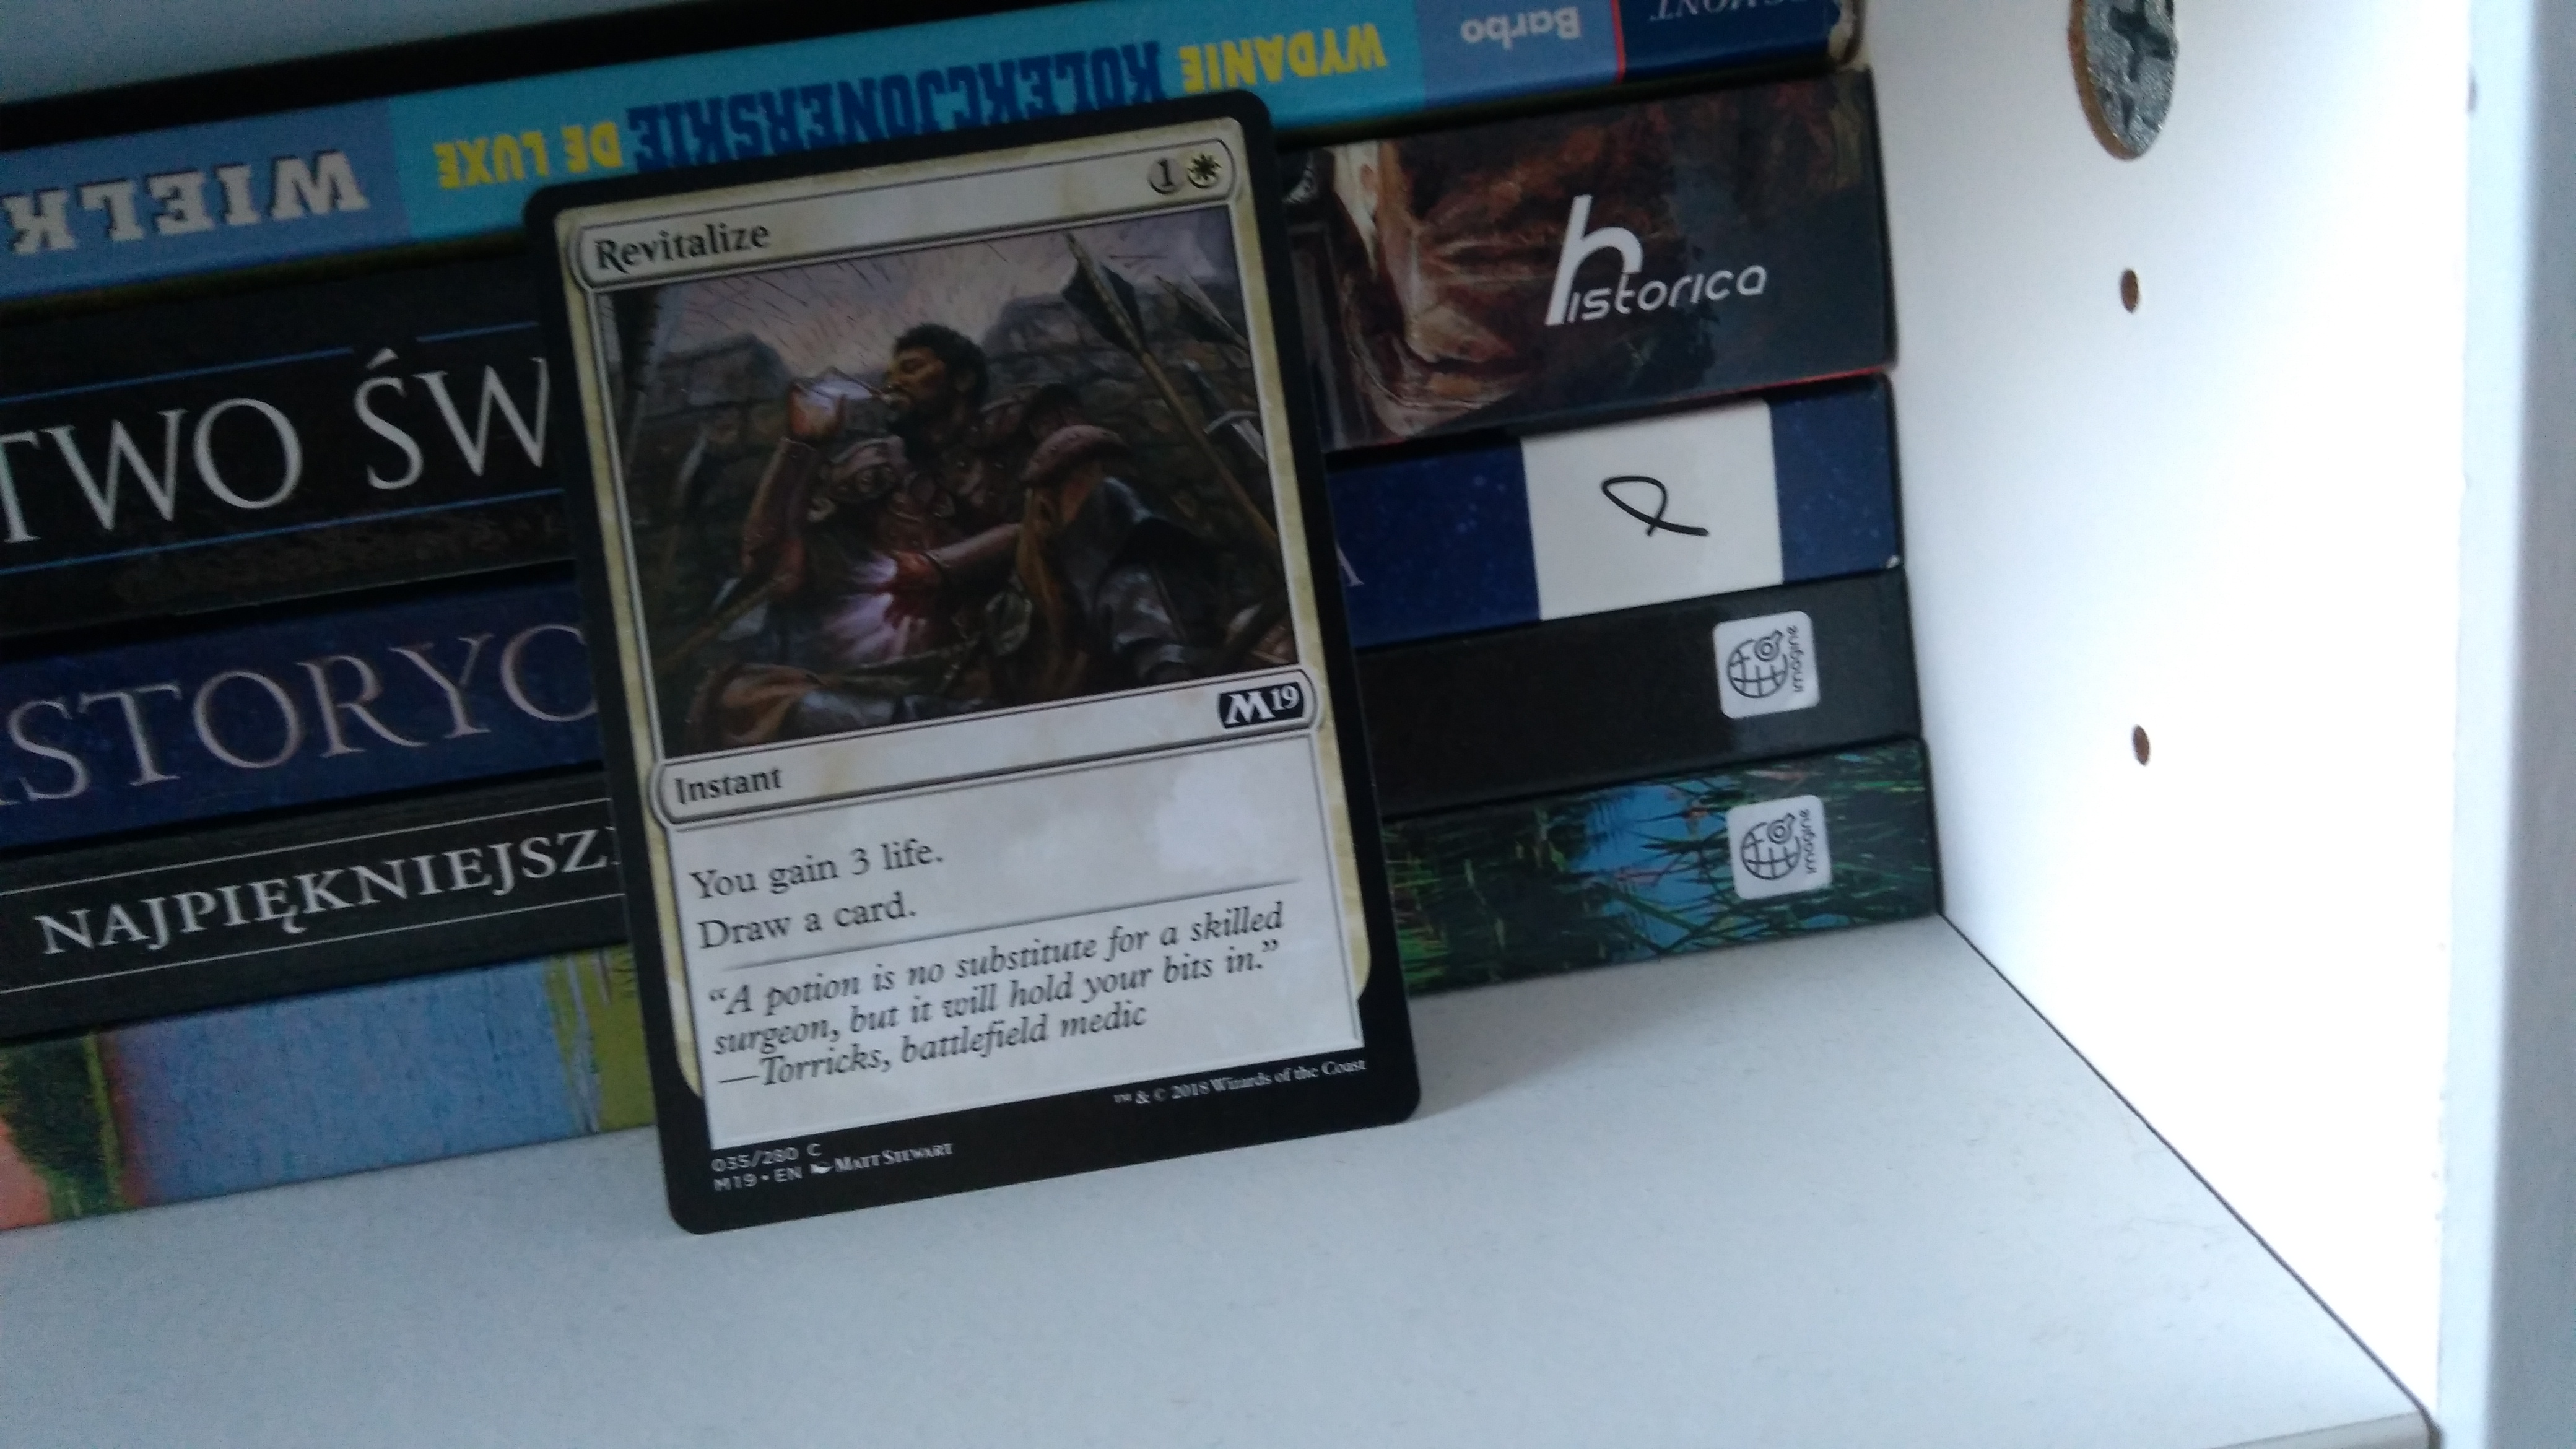 WYDANIE KOLEKCJONERSKIE DE LUXE
WIELK
Barbo
historica
TWO ŚW
STORYC
NAJPIĘKNIEJSZ
imagine
imagine
Revitalize
1
M19
Instant
You gain 3 life.
Draw a card.
“A potion is no substitute for a skilled
surgeon, but it will hold your bits in.”
—Torricks, battlefield medic
™ & © 2018 Wizards of the Coast
035/280 C
M19 • EN MATT STEWART